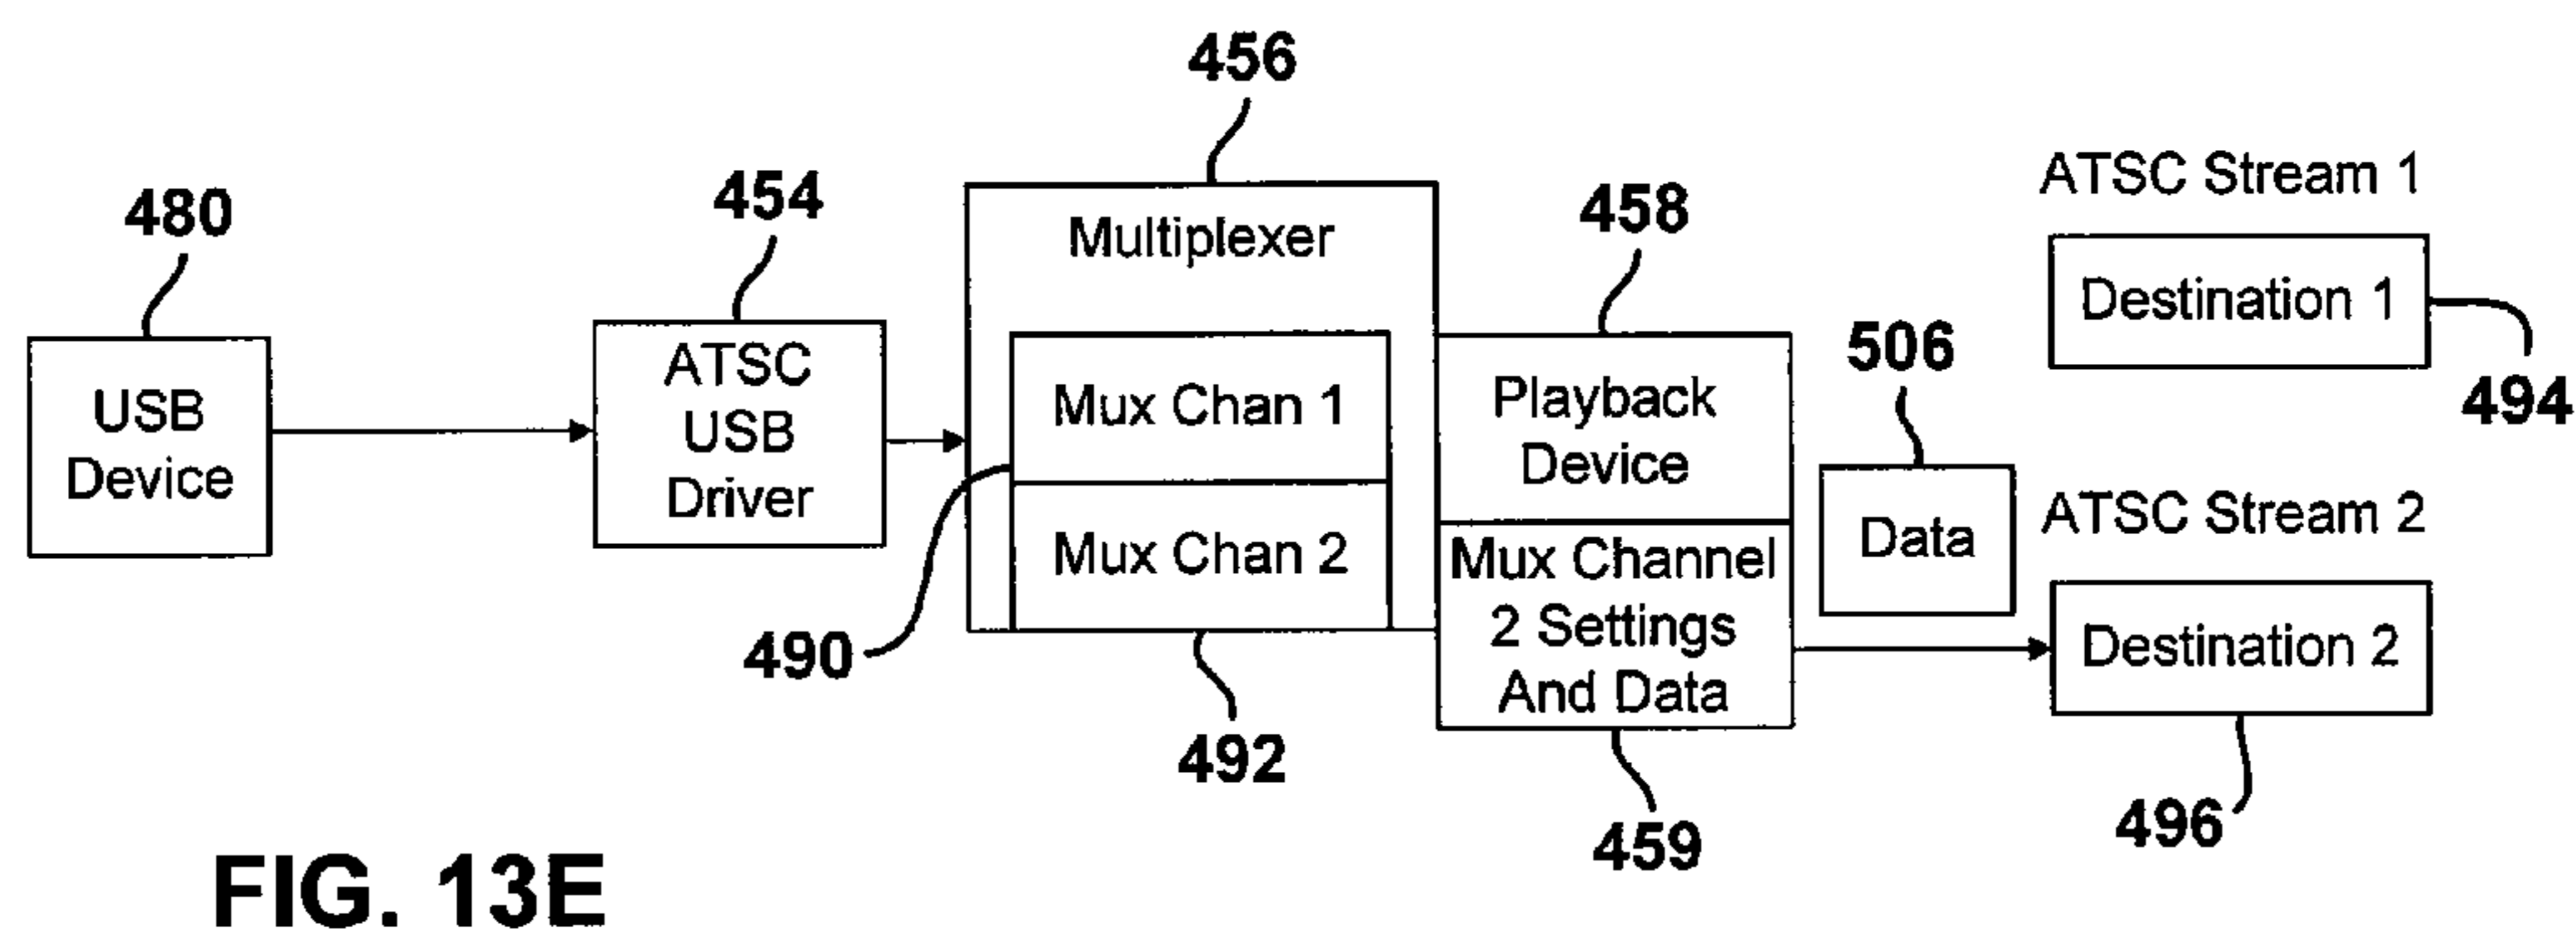 456
480
454
458
ATSC Stream 1
Multiplexer
Destination 1
494
506
USB
Device
ATSC
USB
Driver
Mux Chan 1
Mux Chan 2
Playback
Device
Data
ATSC Stream 2
Mux Channel
2 Settings
And Data
Destination 2
490
492
459
496
FIG. 13E